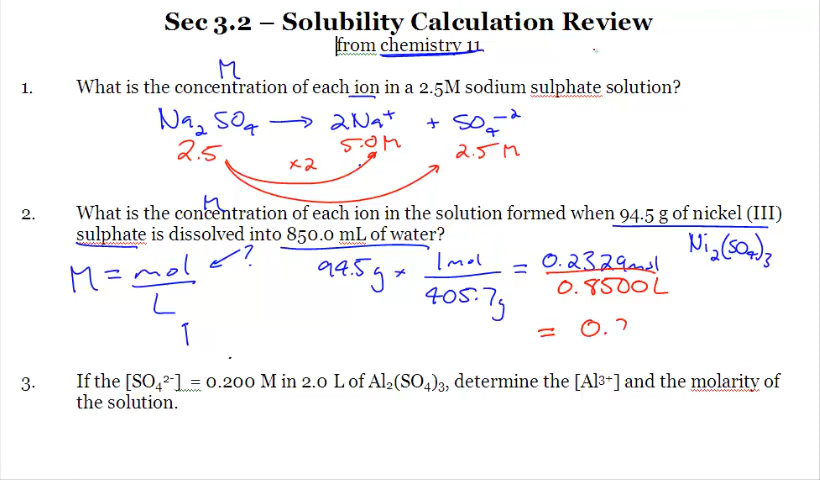 Sec 3.2 – Solubility Calculation Review
from chemistry 11
M
1. What is the concentration of each ion in a 2.5M sodium sulphate solution?
Na₂SO₄ → 2Na⁺ + SO₄⁻²
2.5 ×2 5.0M 2.5 M
M
2. What is the concentration of each ion in the solution formed when 94.5 g of nickel (III)
sulphate is dissolved into 850.0 mL of water?
Ni₂(SO₄)₃
M = mol / L ? 94.5g × 1mol / 405.7g = 0.2329mol / 0.8500L
= 0.
3. If the [SO₄²⁻] = 0.200 M in 2.0 L of Al₂(SO₄)₃, determine the [Al³⁺] and the molarity of
the solution.